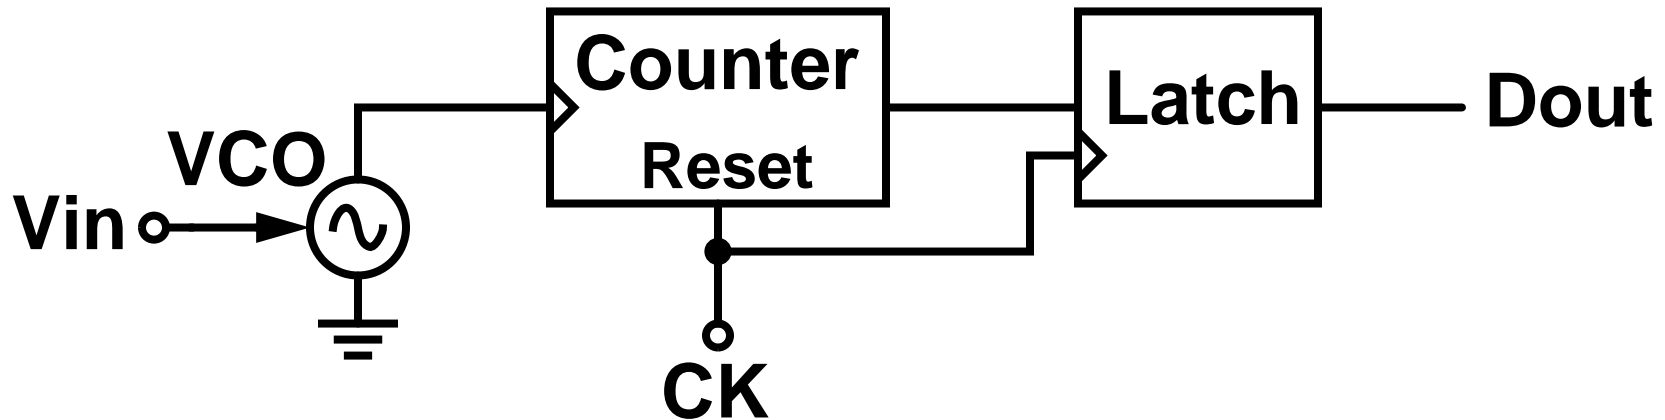 Counter
Latch
Dout
VCO
Reset
Vin
CK